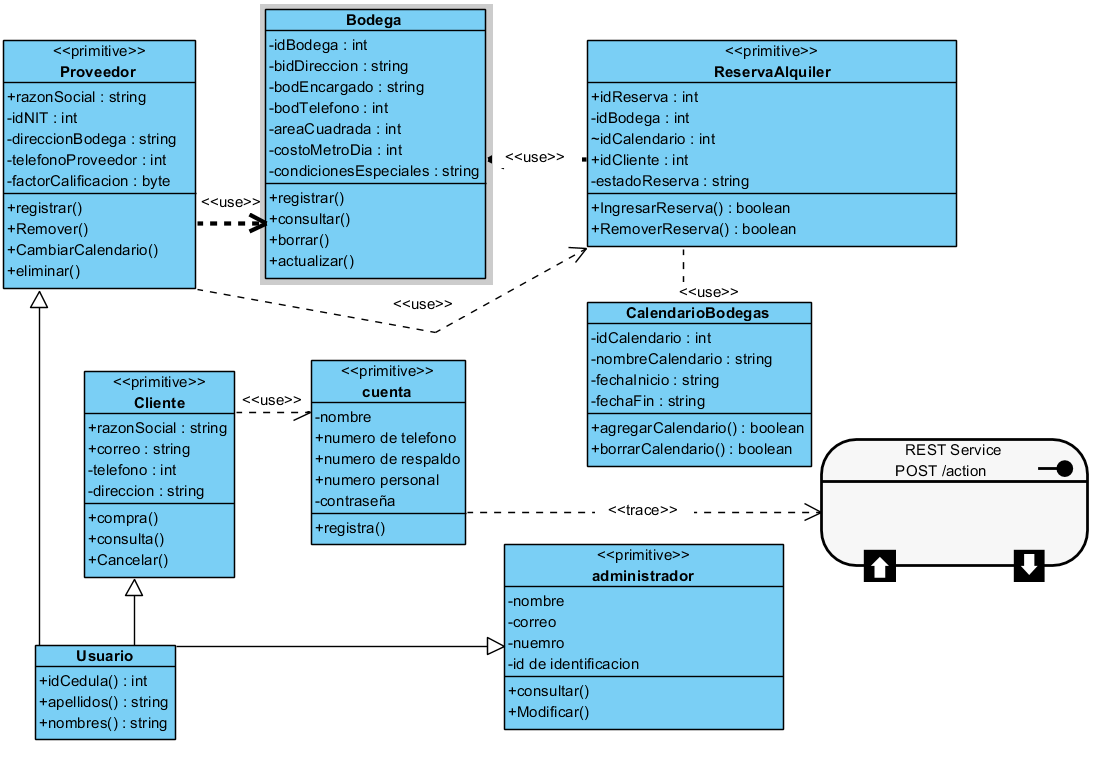 <<primitive>>
Proveedor
+razonSocial : string
-idNIT : int
-direccionBodega : string
-telefonoProveedor : int
-factorCalificacion : byte
+registrar()
+Remover()
+CambiarCalendario()
+eliminar()
<<use>>
Bodega
-idBodega : int
-bidDireccion : string
-bodEncargado : string
-bodTelefono : int
-areaCuadrada : int
-costoMetroDia : int
-condicionesEspeciales : string
+registrar()
+consultar()
+borrar()
+actualizar()
<<use>>
<<primitive>>
ReservaAlquiler
+idReserva : int
-idBodega : int
~idCalendario : int
+idCliente : int
-estadoReserva : string
+IngresarReserva() : boolean
+RemoverReserva() : boolean
<<use>>
<<use>>
CalendarioBodegas
-idCalendario : int
-nombreCalendario : string
-fechaInicio : string
-fechaFin : string
+agregarCalendario() : boolean
+borrarCalendario() : boolean
<<primitive>>
Cliente
+razonSocial : string
+correo : string
-telefono : int
-direccion : string
+compra()
+consulta()
+Cancelar()
<<use>>
<<primitive>>
cuenta
-nombre
+numero de telefono
+numero de respaldo
+numero personal
-contraseña
+registra()
<<trace>>
REST Service
POST /action
<<primitive>>
administrador
-nombre
-correo
-nuemro
-id de identificacion
+consultar()
+Modificar()
Usuario
+idCedula() : int
+apellidos() : string
+nombres() : string